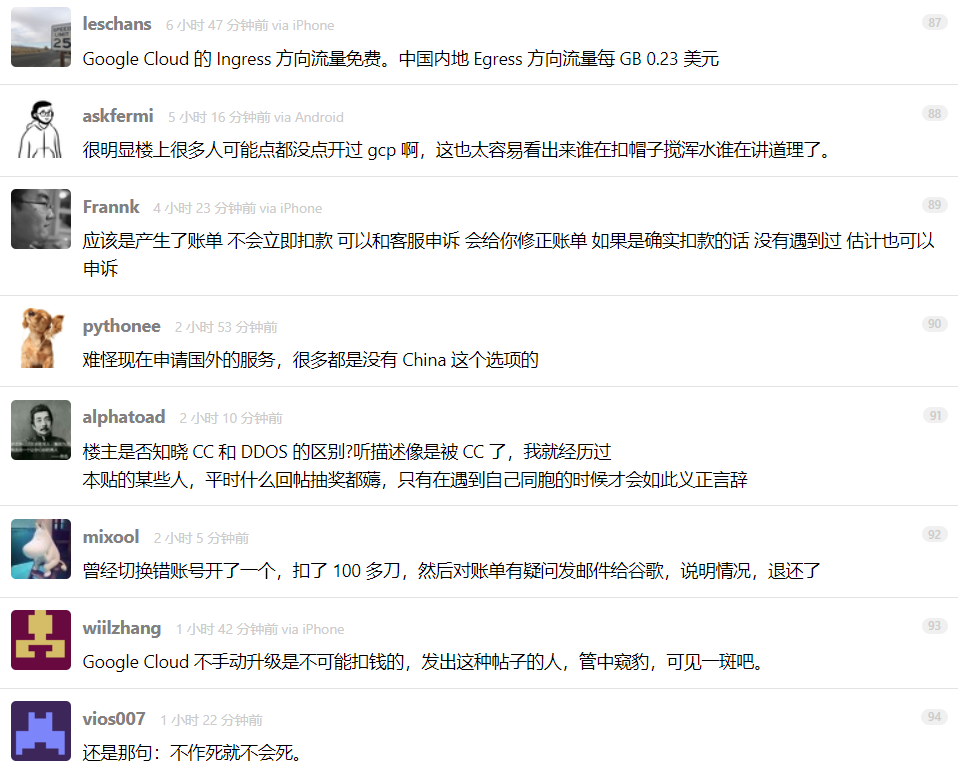 leschans 6 小时 47 分钟前 via iPhone 87
Google Cloud 的 Ingress 方向流量免费。中国内地 Egress 方向流量每 GB 0.23 美元
askfermi 5 小时 16 分钟前 via Android 88
很明显楼上很多人可能点都没点开过 gcp 啊，这也太容易看出来谁在扣帽子搅浑水谁在讲道理了。
Frannk 4 小时 23 分钟前 via iPhone 89
应该是产生了账单 不会立即扣款 可以和客服申诉 会给你修正账单 如果是确实扣款的话 没有遇到过 估计也可以
申诉
pythonee 2 小时 53 分钟前 90
难怪现在申请国外的服务，很多都是没有 China 这个选项的
alphatoad 2 小时 10 分钟前 91
楼主是否知晓 CC 和 DDOS 的区别?听描述像是被 CC 了，我就经历过
本贴的某些人，平时什么回帖抽奖都薅，只有在遇到自己同胞的时候才会如此义正言辞
mixool 2 小时 5 分钟前 92
曾经切换错账号开了一个，扣了 100 多刀，然后对账单有疑问发邮件给谷歌，说明情况，退还了
wiilzhang 1 小时 42 分钟前 via iPhone 93
Google Cloud 不手动升级是不可能扣钱的，发出这种帖子的人，管中窥豹，可见一斑吧。
vios007 1 小时 22 分钟前 94
还是那句：不作死就不会死。